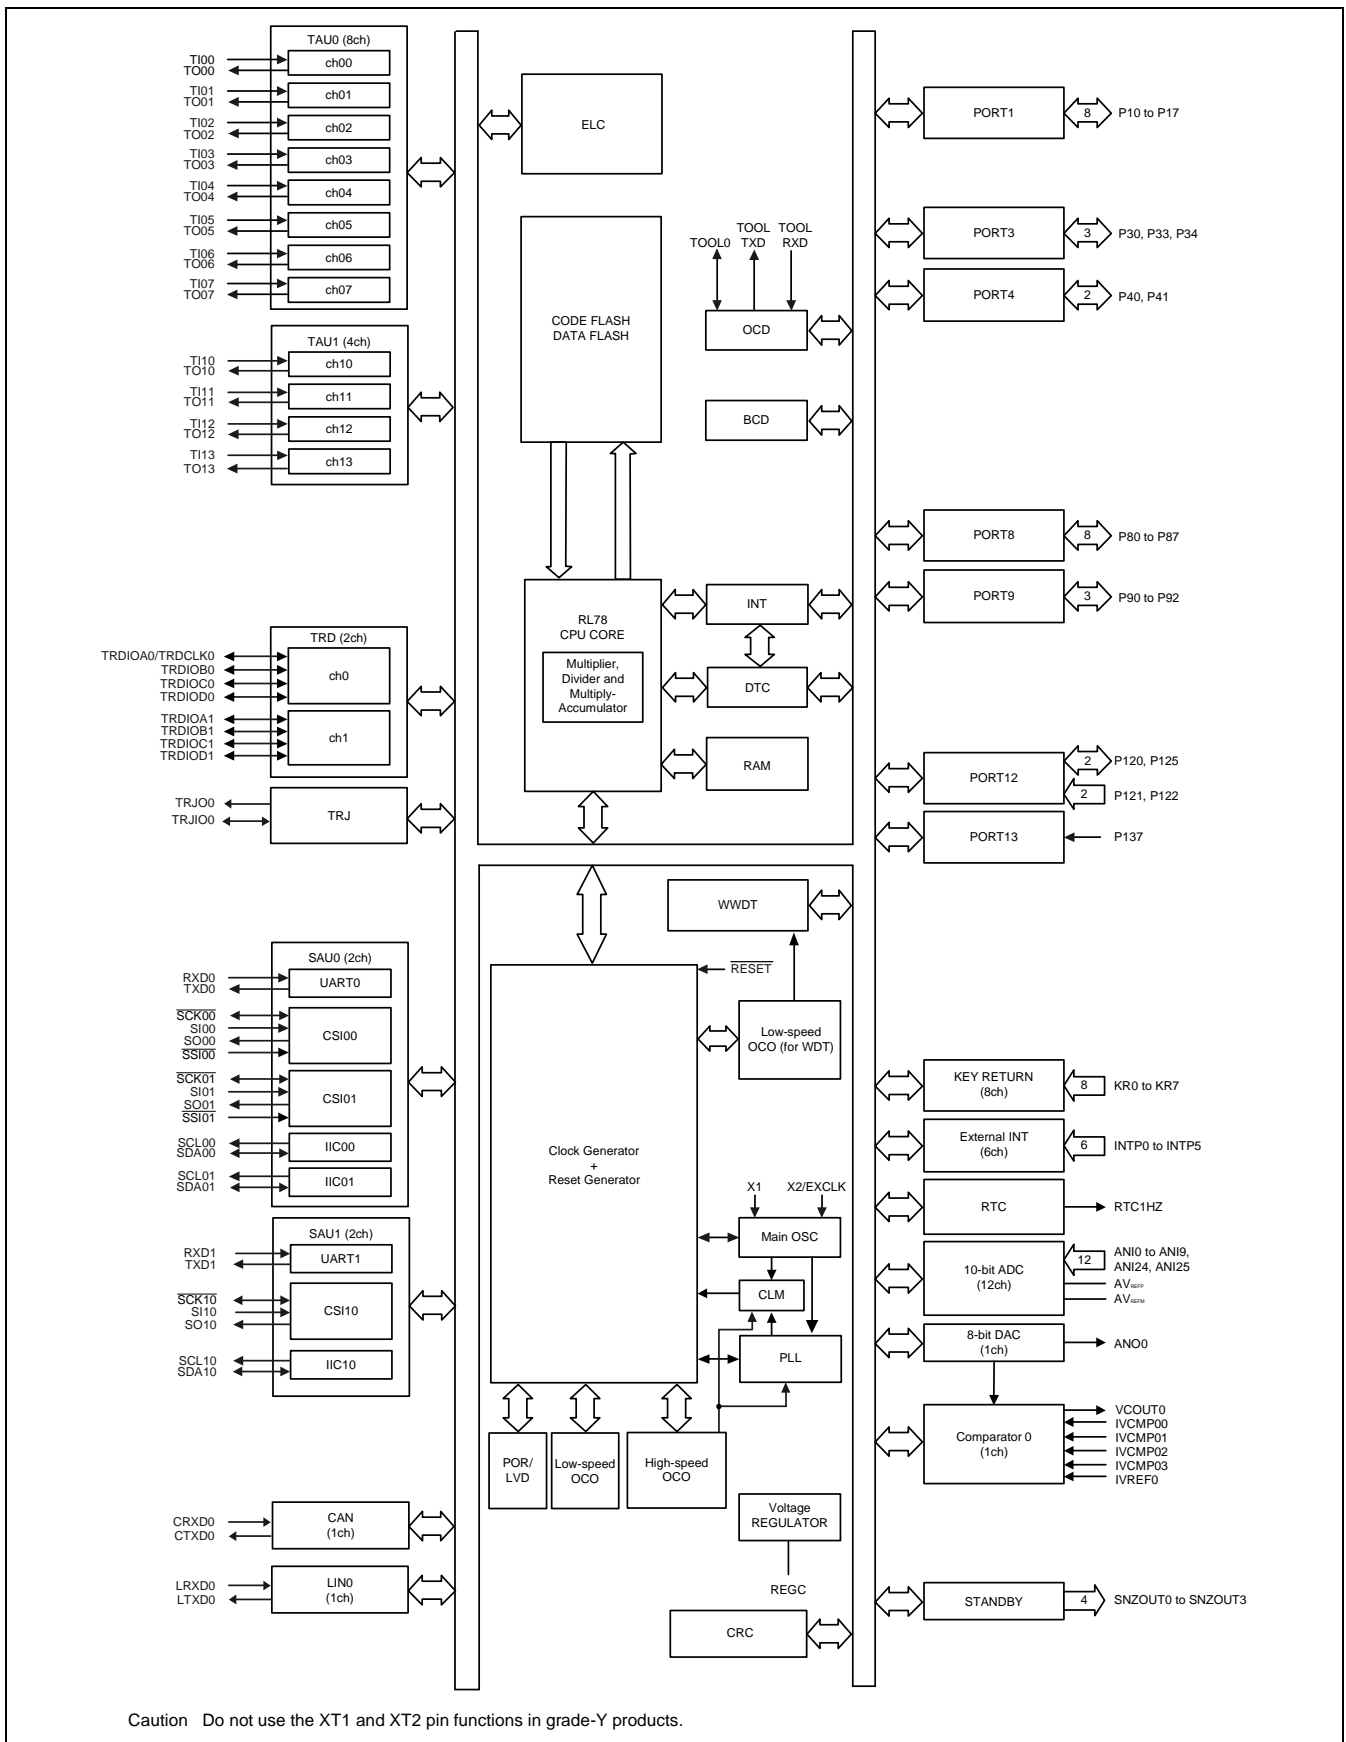 TAU0 (8ch)
TI00
TO00
ch00
TI01
TO01
ch01
TI02
TO02
ch02
TI03
TO03
ch03
TI04
TO04
ch04
TI05
TO05
ch05
TI06
TO06
ch06
TI07
TO07
ch07
TAU1 (4ch)
TI10
TO10
ch10
TI11
TO11
ch11
TI12
TO12
ch12
TI13
TO13
ch13
TRD (2ch)
TRDIOA0/TRDCLK0
TRDIOB0
TRDIOC0
TRDIOD0
ch0
TRDIOA1
TRDIOB1
TRDIOC1
TRDIOD1
ch1
TRJO0
TRJIO0
TRJ
SAU0 (2ch)
RXD0
TXD0
UART0
SCK00
SI00
SO00
SSI00
CSI00
SCK01
SI01
SO01
SSI01
CSI01
SCL00
SDA00
IIC00
SCL01
SDA01
IIC01
SAU1 (2ch)
RXD1
TXD1
UART1
SCK10
SI10
SO10
CSI10
SCL10
SDA10
IIC10
CRXD0
CTXD0
CAN
(1ch)
LRXD0
LTXD0
LIN0
(1ch)
ELC
CODE FLASH
DATA FLASH
TOOL0
TOOL
TXD
TOOL
RXD
OCD
BCD
RL78
CPU CORE
Multiplier,
Divider and
Multiply-
Accumulator
INT
DTC
RAM
WWDT
RESET
Low-speed
OCO (for WDT)
Clock Generator
+
Reset Generator
X1
X2/EXCLK
Main OSC
CLM
PLL
POR/
LVD
Low-speed
OCO
High-speed
OCO
Voltage
REGULATOR
REGC
CRC
PORT1
8
P10 to P17
PORT3
3
P30, P33, P34
PORT4
2
P40, P41
PORT8
8
P80 to P87
PORT9
3
P90 to P92
PORT12
2
P120, P125
2
P121, P122
PORT13
P137
KEY RETURN
(8ch)
8
KR0 to KR7
External INT
(6ch)
6
INTP0 to INTP5
RTC
RTC1HZ
10-bit ADC
(12ch)
12
ANI0 to ANI9,
ANI24, ANI25
AVREFP
AVREFM
8-bit DAC
(1ch)
ANO0
Comparator 0
(1ch)
VCOUT0
IVCMP00
IVCMP01
IVCMP02
IVCMP03
IVREF0
STANDBY
4
SNZOUT0 to SNZOUT3
Caution Do not use the XT1 and XT2 pin functions in grade-Y products.